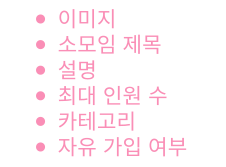 • 이미지
• 소모임 제목
• 설명
• 최대 인원 수
• 카테고리
• 자유 가입 여부